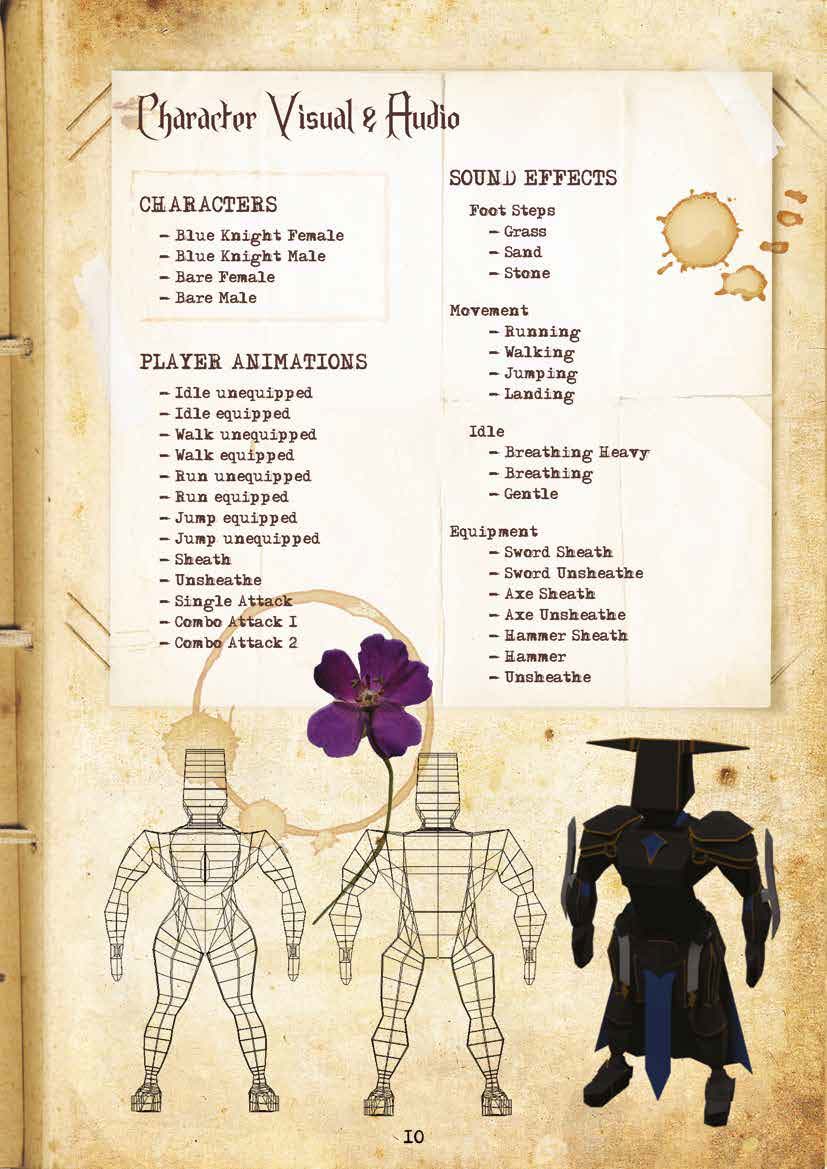 Character Visual & Audio
CHARACTERS
– Blue Knight Female
– Blue Knight Male
– Bare Female
– Bare Male
PLAYER ANIMATIONS
– Idle unequipped
– Idle equipped
– Walk unequipped
– Walk equipped
– Run unequipped
– Run equipped
– Jump equipped
– Jump unequipped
– Sheath
– Unsheathe
– Single Attack
– Combo Attack 1
– Combo Attack 2
SOUND EFFECTS
Foot Steps
– Grass
– Sand
– Stone
Movement
– Running
– Walking
– Jumping
– Landing
Idle
– Breathing Heavy
– Breathing
– Gentle
Equipment
– Sword Sheath
– Sword Unsheathe
– Axe Sheath
– Axe Unsheathe
– Hammer Sheath
– Hammer
– Unsheathe
10